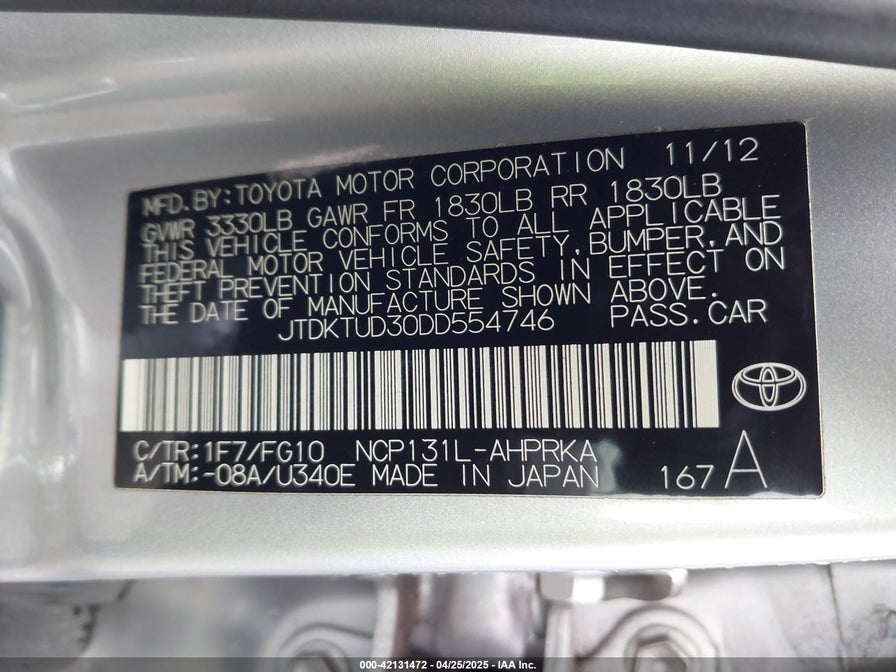 MFD.BY:TOYOTA MOTOR CORPORATION 11/12
GVWR 3330LB GAWR FR 1830LB RR 1830LB
THIS VEHICLE CONFORMS TO ALL APPLICABLE
FEDERAL MOTOR VEHICLE SAFETY,BUMPER,AND
THEFT PREVENTION STANDARDS IN EFFECT ON
THE DATE OF MANUFACTURE SHOWN ABOVE.
JTDKTUD30DD554746 PASS.CAR
C/TR:1F7/FG10 NCP131L-AHPRKA
A/TM:-08A/U340E MADE IN JAPAN 167 A
000-42131472 - 04/25/2025 - IAA Inc.